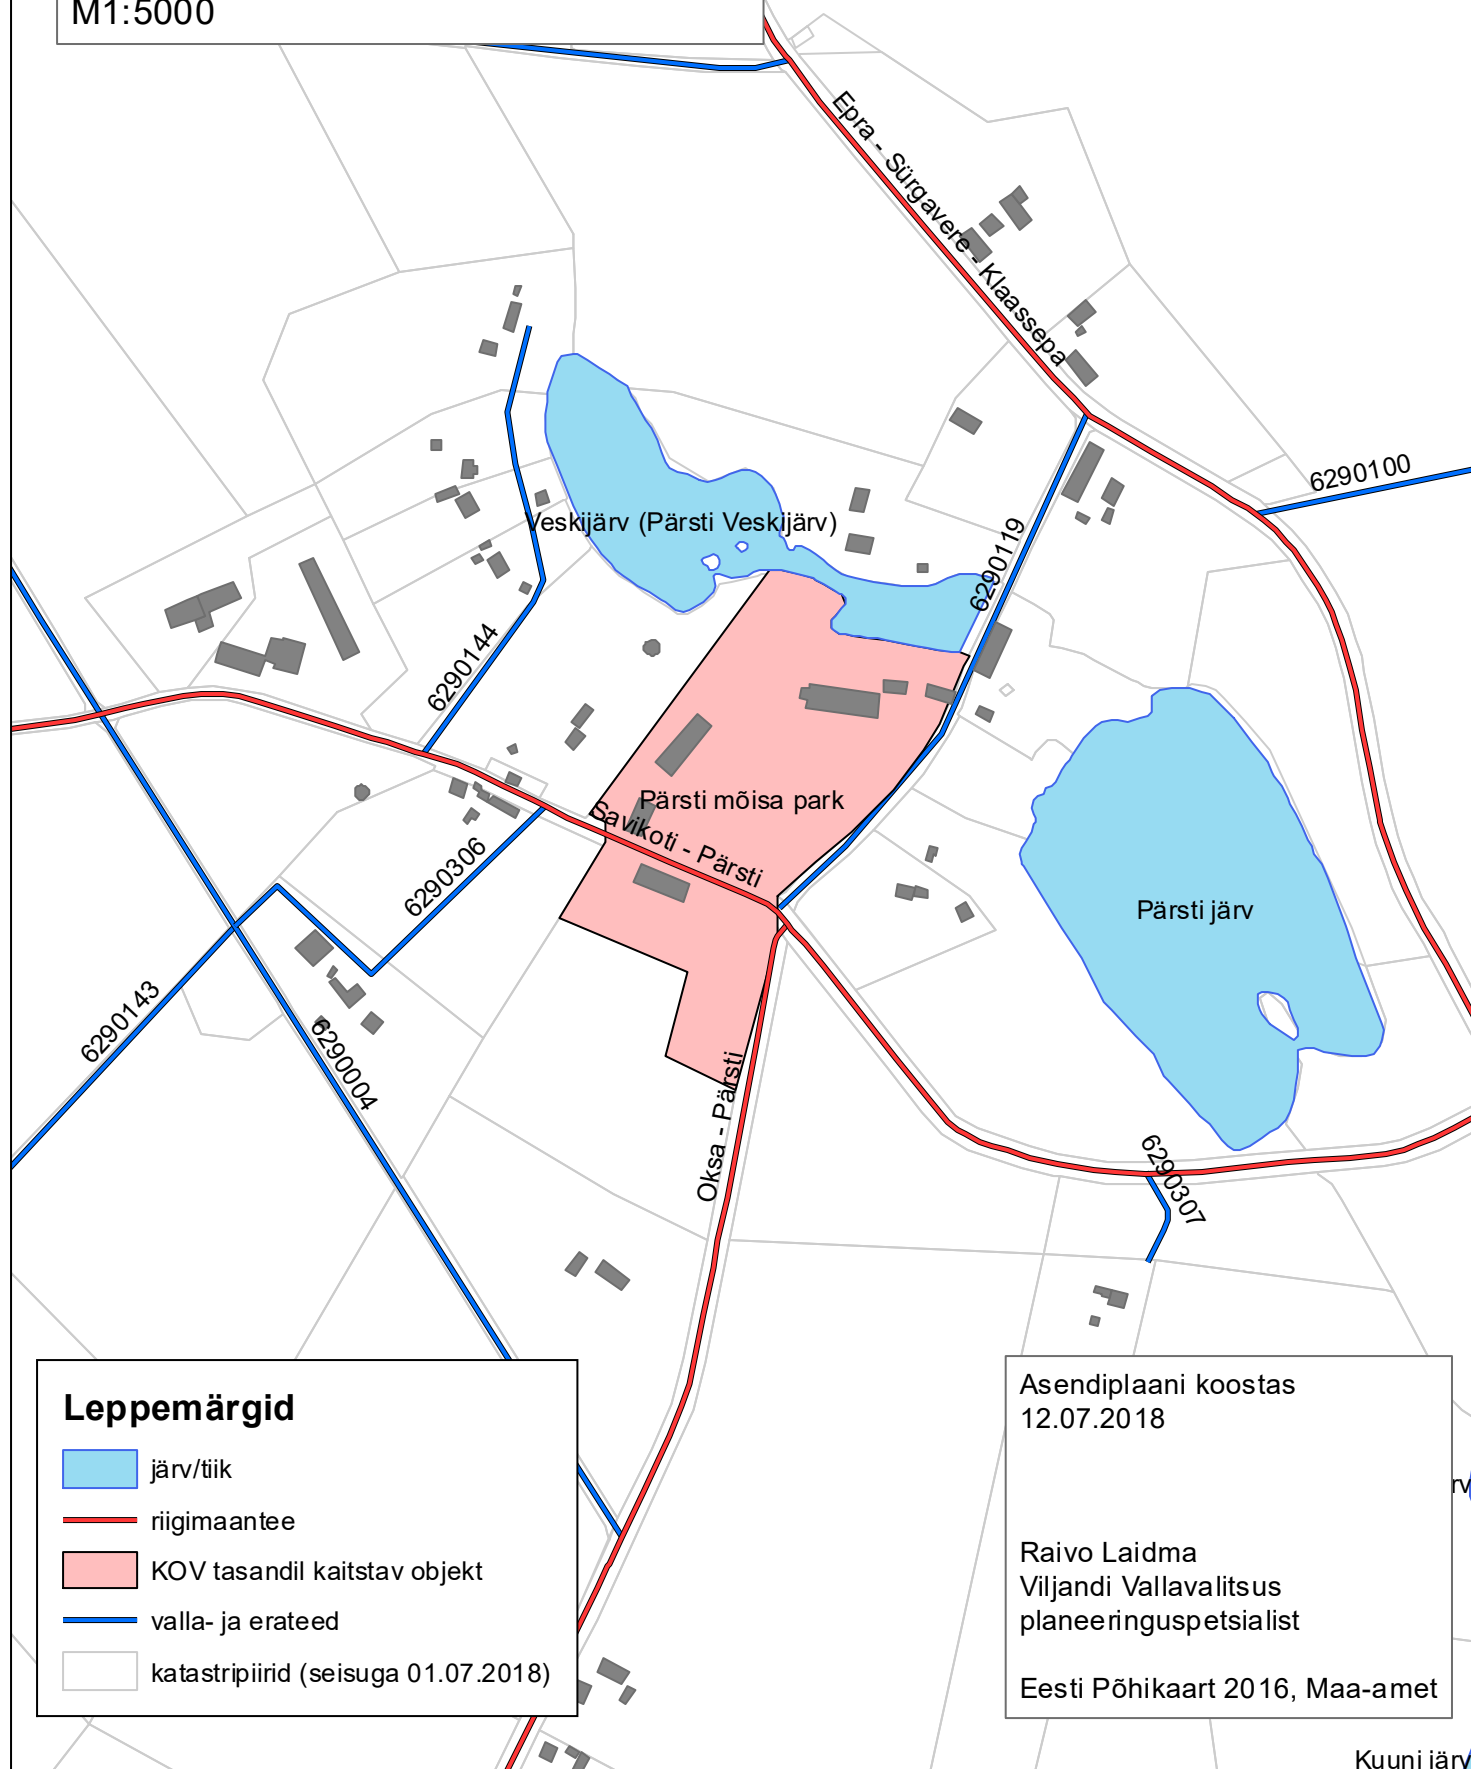 M1:5000
Epra - Sürgavere - Klaassepa
6290100
Veskijärv (Pärsti Veskijärv)
6290119
6290144
Pärsti mõisa park
Savikoti - Pärsti
6290306
Pärsti järv
6290143
6290004
Oksa - Pärsti
6290307
Leppemärgid
järv/tiik
riigimaantee
KOV tasandil kaitstav objekt
valla- ja erateed
katastripiirid (seisuga 01.07.2018)
Asendiplaani koostas
12.07.2018
Raivo Laidma
Viljandi Vallavalitsus
planeeringuspetsialist
Eesti Põhikaart 2016, Maa-amet
rv
Kuuni järv